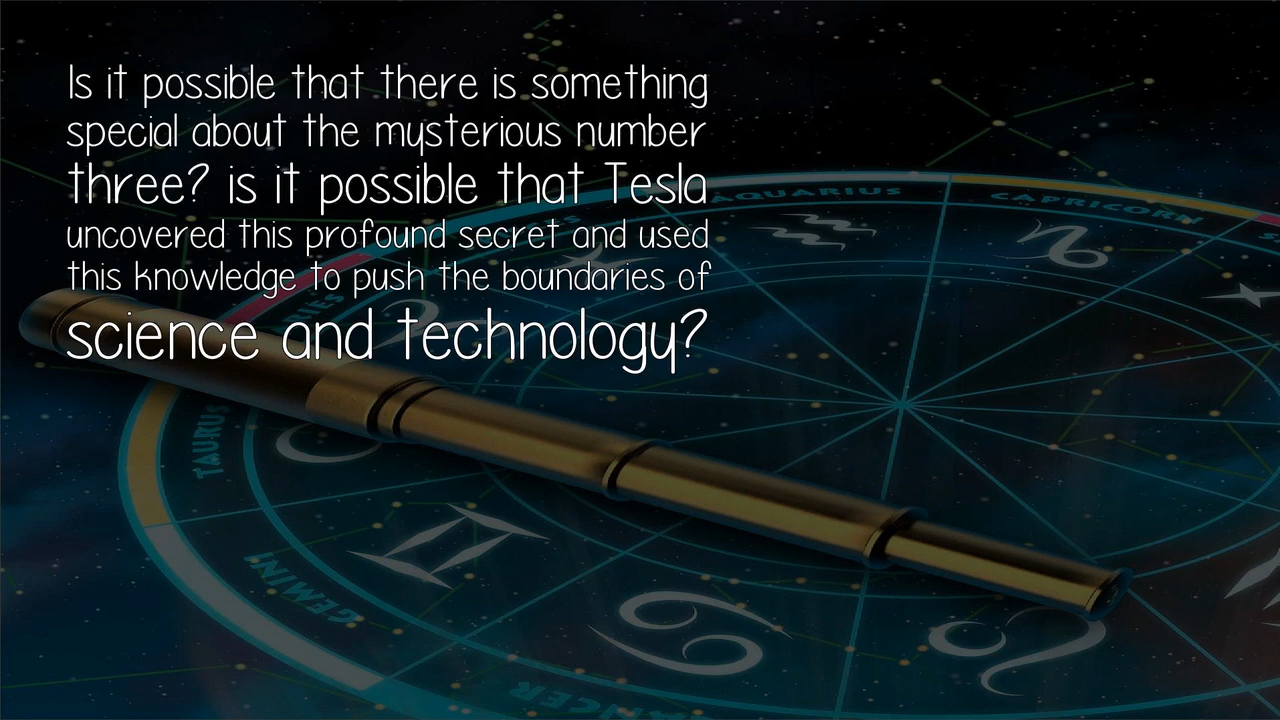 Is it possible that there is something
special about the mysterious number
three? is it possible that Tesla
uncovered this profound secret and used
this knowledge to push the boundaries of
science and technology?
AQUARIUS
CAPRICORN
TAURUS
GEMINI